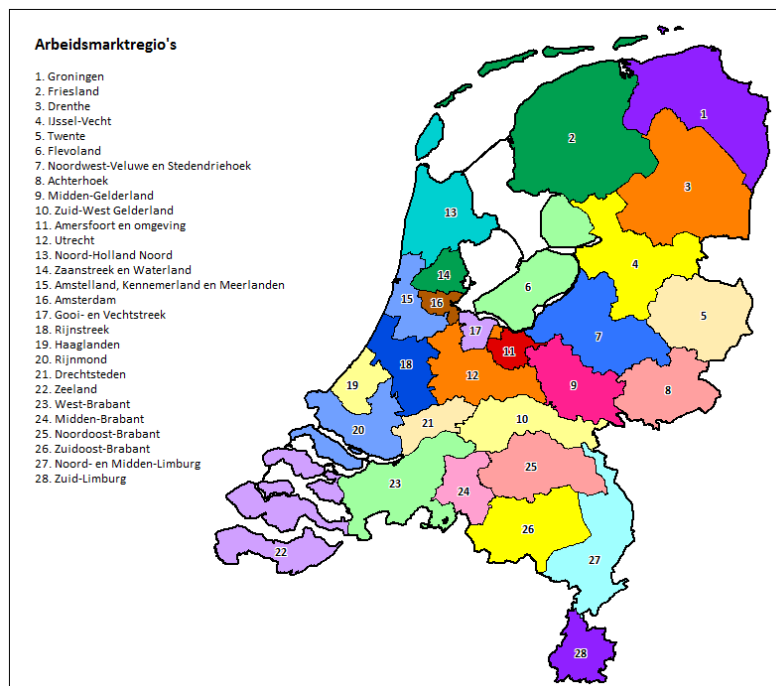 Arbeidsmarktregio's
1. Groningen
2. Friesland
3. Drenthe
4. IJssel-Vecht
5. Twente
6. Flevoland
7. Noordwest-Veluwe en Stedendriehoek
8. Achterhoek
9. Midden-Gelderland
10. Zuid-West Gelderland
11. Amersfoort en omgeving
12. Utrecht
13. Noord-Holland Noord
14. Zaanstreek en Waterland
15. Amstelland, Kennemerland en Meerlanden
16. Amsterdam
17. Gooi- en Vechtstreek
18. Rijnstreek
19. Haaglanden
20. Rijnmond
21. Drechtsteden
22. Zeeland
23. West-Brabant
24. Midden-Brabant
25. Noordoost-Brabant
26. Zuidoost-Brabant
27. Noord- en Midden-Limburg
28. Zuid-Limburg
1
2
3
13
4
14
6
15
16
5
17
7
11
18
12
19
9
8
10
21
20
25
23
24
26
22
27
28